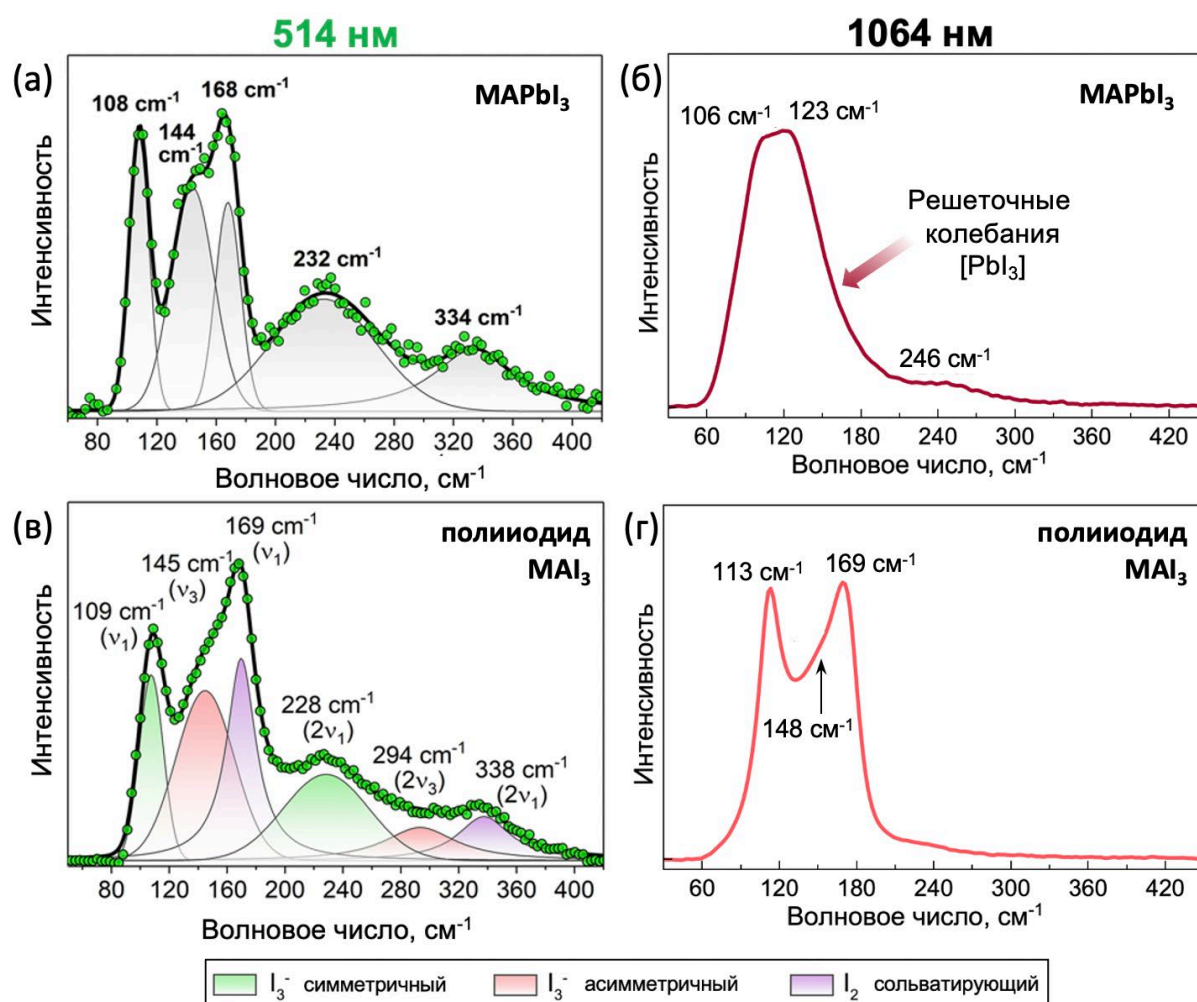 514 нм
1064 нм
(а)
MAPbI₃
108 cm⁻¹
144
cm⁻¹
168 cm⁻¹
232 cm⁻¹
334 cm⁻¹
Интенсивность
80 120 160 200 240 280 320 360 400
Волновое число, см⁻¹
(б)
MAPbI₃
106 см⁻¹
123 см⁻¹
Решеточные
колебания
[PbI₃]
246 см⁻¹
Интенсивность
60 120 180 240 300 360 420
Волновое число, см⁻¹
(в)
полииодид
MAI₃
109 cm⁻¹
(ν₁)
145 cm⁻¹
(ν₃)
169 cm⁻¹
(ν₁)
228 cm⁻¹
(2ν₁)
294 cm⁻¹
(2ν₃)
338 cm⁻¹
(2ν₁)
Интенсивность
80 120 160 200 240 280 320 360 400
Волновое число, см⁻¹
(г)
полииодид
MAI₃
113 см⁻¹
169 см⁻¹
148 см⁻¹
Интенсивность
60 120 180 240 300 360 420
Волновое число, см⁻¹
I₃⁻ симметричный
I₃⁻ асимметричный
I₂ сольватирующий